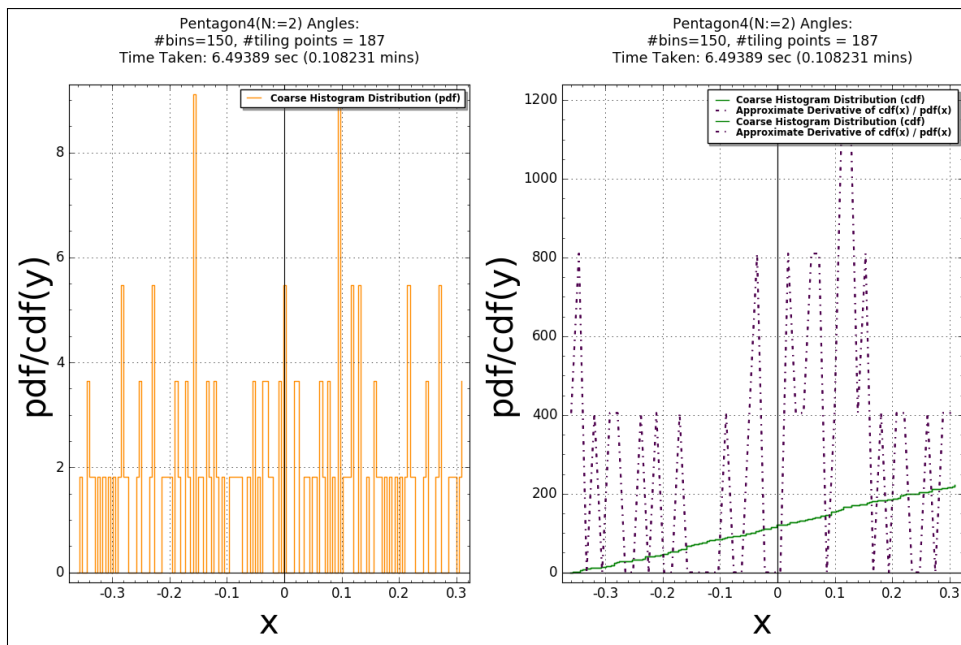 Pentagon4(N:=2) Angles:
#bins=150, #tiling points = 187
Time Taken: 6.49389 sec (0.108231 mins)
Coarse Histogram Distribution (pdf)
8
6
4
2
0
-0.3 -0.2 -0.1 0 0.1 0.2 0.3
pdf/cdf(y)
x
Pentagon4(N:=2) Angles:
#bins=150, #tiling points = 187
Time Taken: 6.49389 sec (0.108231 mins)
Coarse Histogram Distribution (cdf)
Approximate Derivative of cdf(x) / pdf(x)
Coarse Histogram Distribution (cdf)
Approximate Derivative of cdf(x) / pdf(x)
1200
1000
800
600
400
200
0
-0.3 -0.2 -0.1 0 0.1 0.2 0.3
pdf/cdf(y)
x